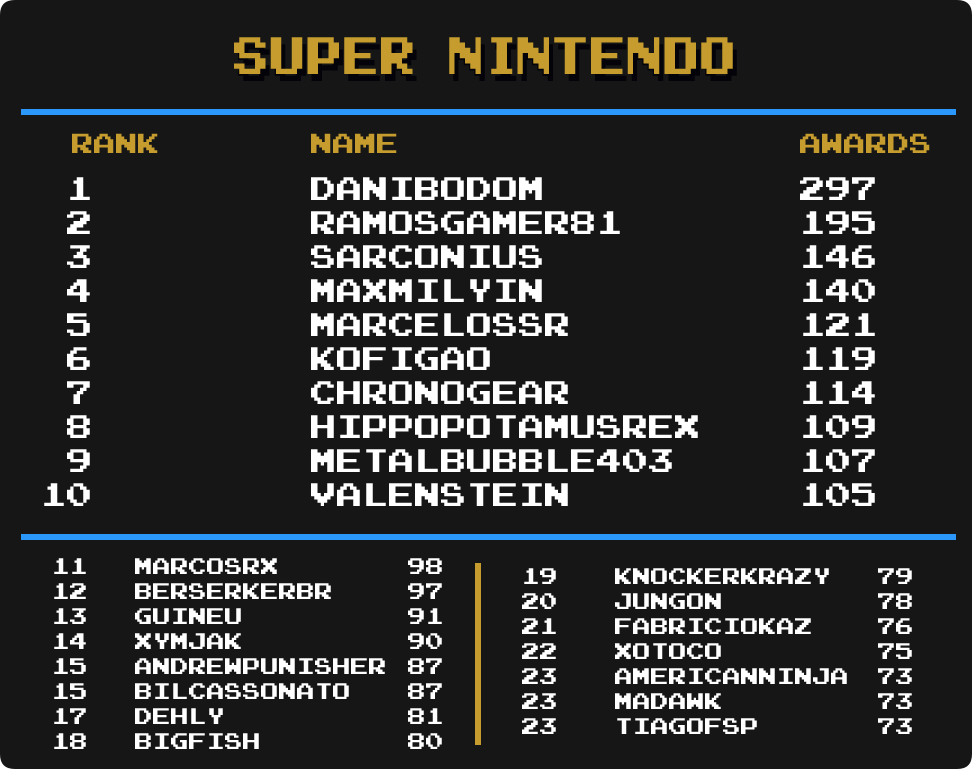 SUPER NINTENDO
RANK NAME AWARDS
1 DANIBODOM 297
2 RAMOSGAMER81 195
3 SARCONIUS 146
4 MAXMILYIN 140
5 MARCELOSSR 121
6 KOFIGAO 119
7 CHRONOGEAR 114
8 HIPPOPOTAMUSREX 109
9 METALBUBBLE403 107
10 VALENSTEIN 105
11 MARCOSRX 98
12 BERSERKERBR 97
13 GUINEU 91
14 XYMJAK 90
15 ANDREWPUNISHER 87
15 BILCASSONATO 87
17 DEHLY 81
18 BIGFISH 80
19 KNOCKERKRAZY 79
20 JUNGON 78
21 FABRICIOKAZ 76
22 XOTOCO 75
23 AMERICANNINJA 73
23 MADAWK 73
23 TIAGOFSP 73